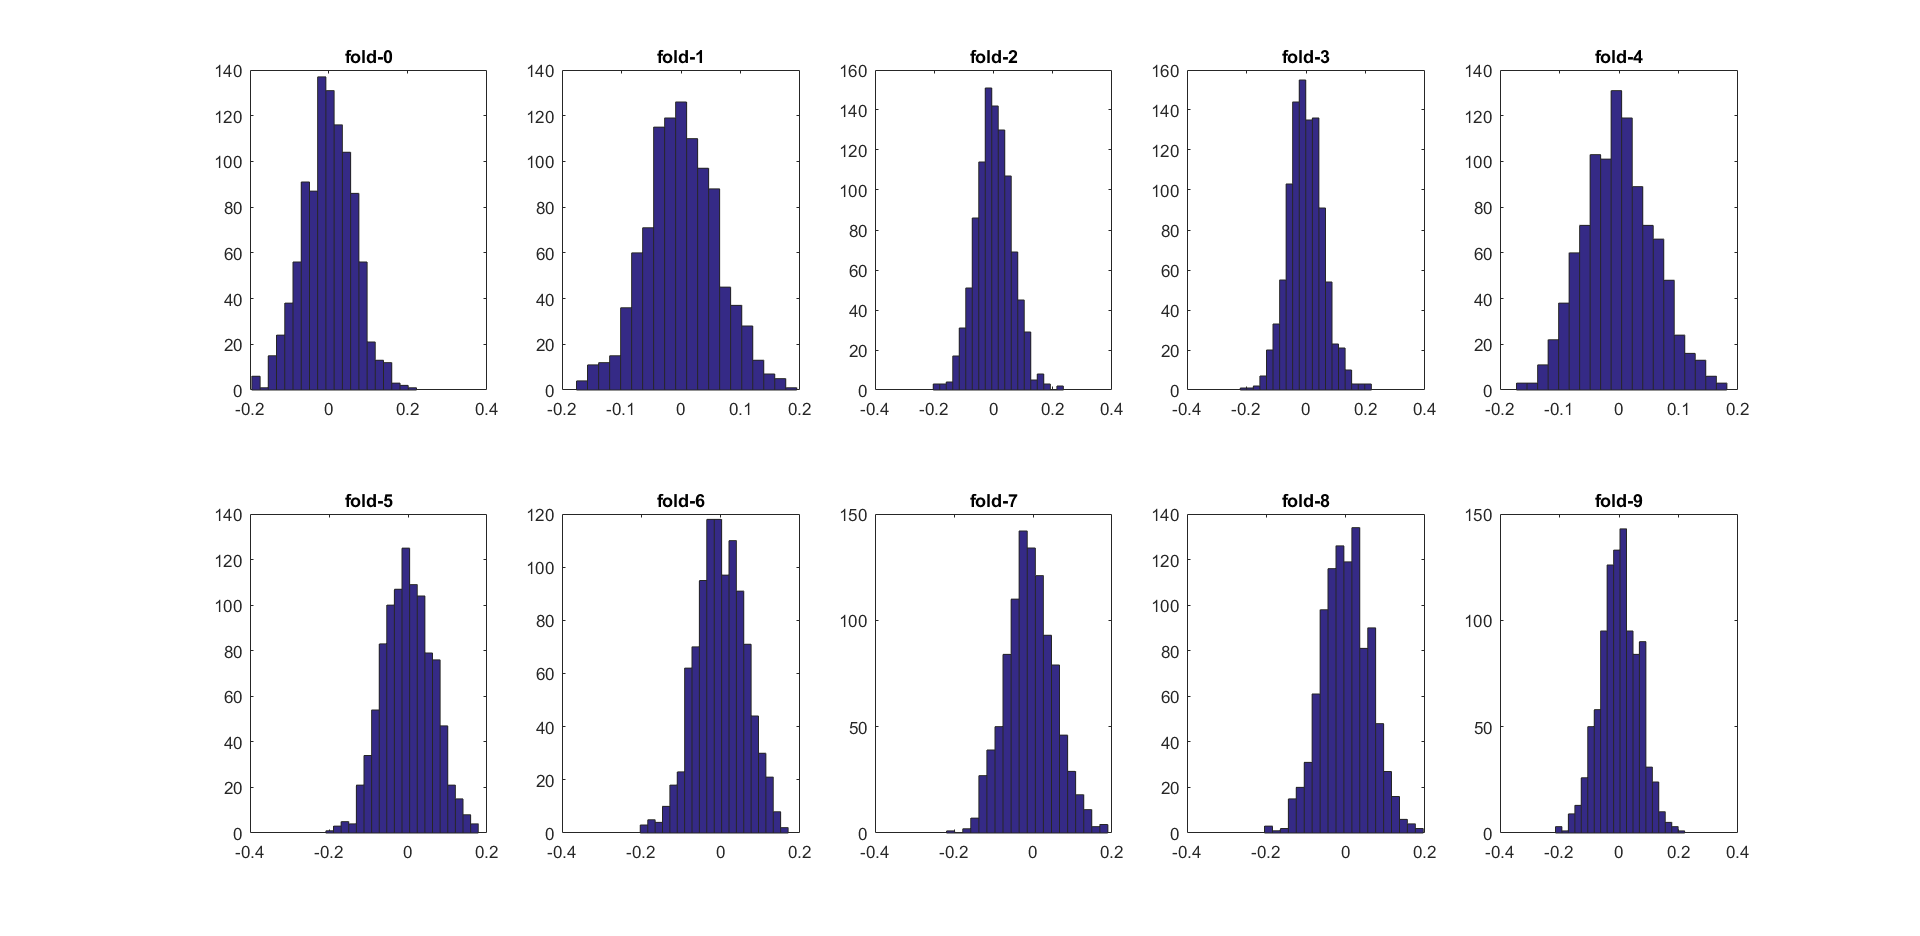 fold-0 fold-1 fold-2 fold-3 fold-4
140 140 160 160 140
120 120 140 140 120
100 100 120 120 100
80 80 100 100 80
60 60 80 80 60
40 40 60 60 40
20 20 40 40 20
0 0 20 20 0
0 0
-0.2 0 0.2 0.4 -0.2 -0.1 0 0.1 0.2 -0.4 -0.2 0 0.2 0.4 -0.4 -0.2 0 0.2 0.4 -0.2 -0.1 0 0.1 0.2
fold-5 fold-6 fold-7 fold-8 fold-9
140 120 150 140 150
120 100 100 120 100
100 80 50 100 50
80 60 0 80 0
60 40 60
40 20 40
20 0 20
0 0
-0.4 -0.2 0 0.2 -0.4 -0.2 0 0.2 -0.4 -0.2 0 0.2 -0.4 -0.2 0 0.2 -0.4 -0.2 0 0.2 0.4